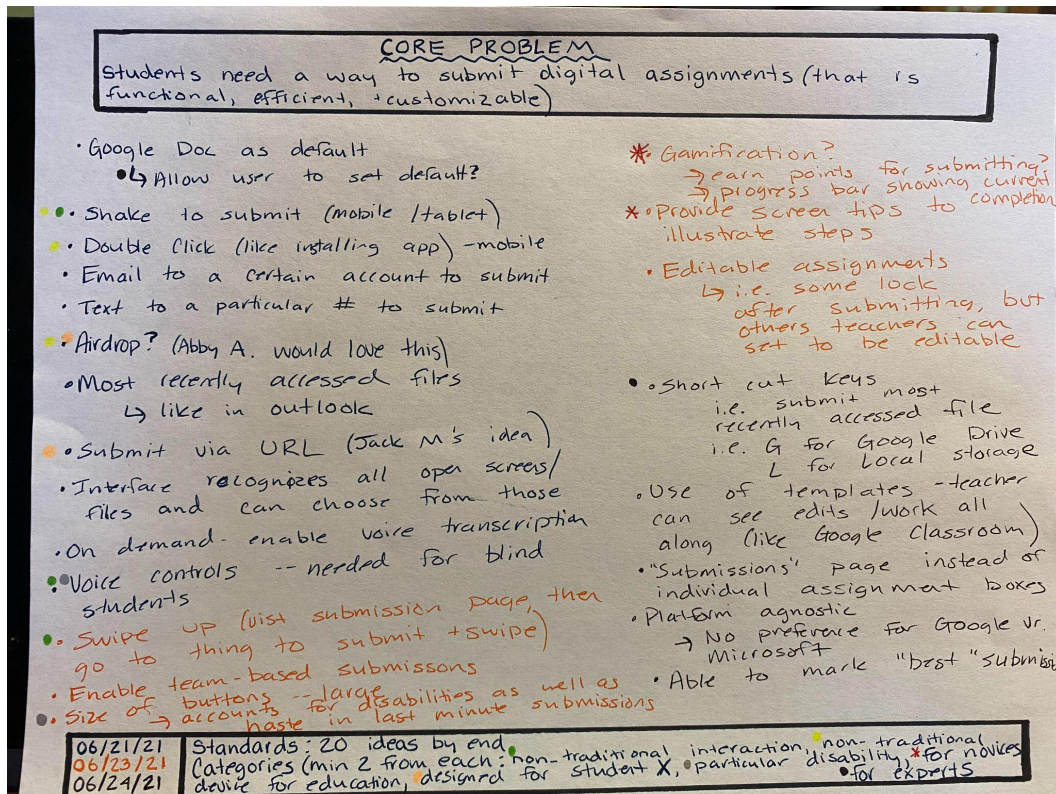 CORE PROBLEM
Students need a way to submit digital assignments (that is
functional, efficient, +customizable)
• Google Doc as default
↳ Allow user to set default?
• Shake to submit (mobile /tablet)
• Double Click (like installing app) -mobile
• Email to a certain account to submit
• Text to a particular # to submit
• Airdrop? (Abby A. would love this)
• Most recently accessed files
↳ like in outlook
• Submit via URL (Jack M's idea)
• Interface recognizes all open screens/
files and can choose from those
• On demand- enable voice transcription
• Voice controls -- needed for blind
students
• Swipe up (vist submission page, then
go to thing to submit + swipe)
• Enable team-based submissons
• Size of buttons -- large
→ accounts for disabilities as well as
haste in last minute submissions
* • Gamification?
→ earn points for submitting?
→ progress bar showing current
to completion
* • Provide screen tips to
illustrate steps
• Editable assignments
↳ i.e. some lock
after submitting, but
others teachers can
set to be editable
• Short cut keys
i.e. submit most
recently accessed file
i.e. G for Google Drive
L for Local storage
• Use of templates -teacher
can see edits /work all
along (like Google Classroom)
• "Submissions" page instead of
individual assignment boxes
• Platform agnostic
→ No preference for Google vr.
Microsoft
• Able to mark "best" submiss
06/21/21
06/23/21
06/24/21
Standards: 20 ideas by end
Categories (min 2 from each: non-traditional interaction, non-traditional
device for education, designed for student X, particular disability, *for novices
for experts